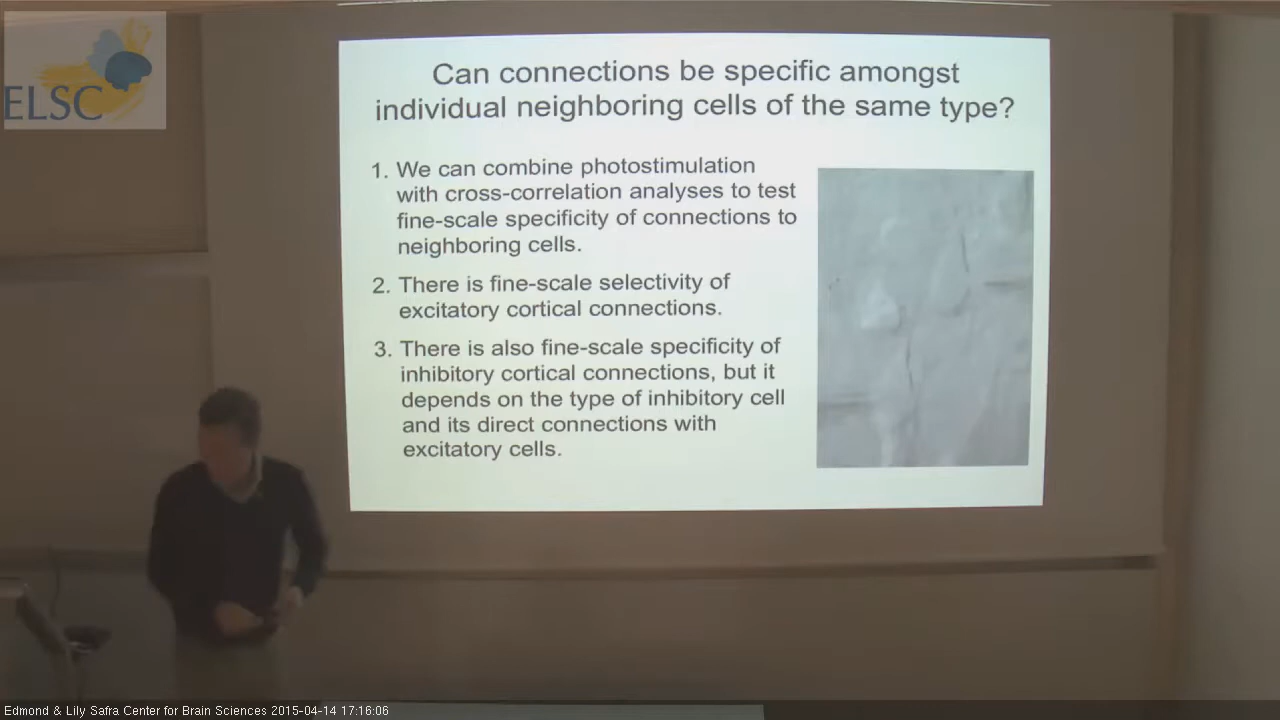 ELSC
Can connections be specific amongst
individual neighboring cells of the same type?
1. We can combine photostimulation
with cross-correlation analyses to test
fine-scale specificity of connections to
neighboring cells.
2. There is fine-scale selectivity of
excitatory cortical connections.
3. There is also fine-scale specificity of
inhibitory cortical connections, but it
depends on the type of inhibitory cell
and its direct connections with
excitatory cells.
Edmond & Lily Safra Center for Brain Sciences 2015-04-14 17:16:06